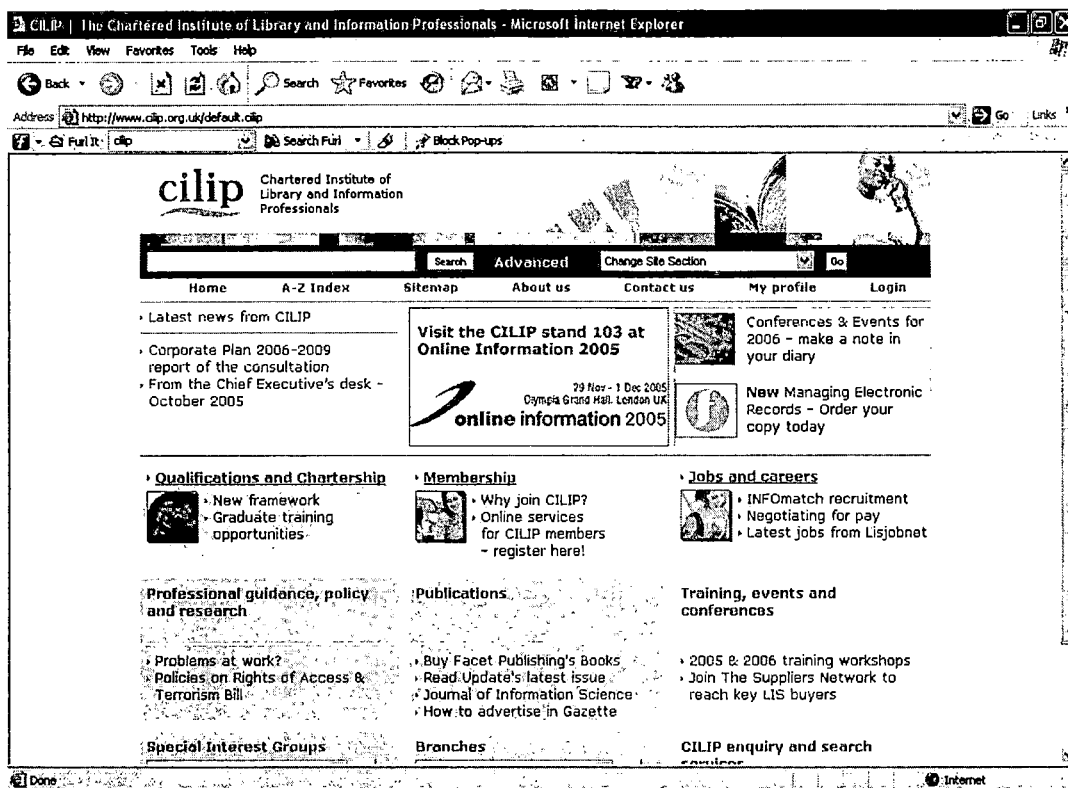 CILIP | The Chartered Institute of Library and Information Professionals - Microsoft Internet Explorer
File Edit View Favorites Tools Help
Back Search Favorites
Address http://www.cilip.org.uk/default.cilip Go Links
Furl It cilip Search Furl Block Pop-ups
cilip
Chartered Institute of
Library and Information
Professionals
Search Advanced Change Site Section Go
Home A-Z Index Sitemap About us Contact us My profile Login
Latest news from CILIP
Corporate Plan 2006-2009
report of the consultation
From the Chief Executive's desk -
October 2005
Visit the CILIP stand 103 at
Online Information 2005
29 Nov - 1 Dec 2005
Olympia Grand Hall, London UK
online information 2005
Conferences & Events for
2006 - make a note in
your diary
New Managing Electronic
Records - Order your
copy today
Qualifications and Chartership
New framework
Graduate training
opportunities
Membership
Why join CILIP?
Online services
for CILIP members
- register here!
Jobs and careers
INFOmatch recruitment
Negotiating for pay
Latest jobs from Lisjobnet
Professional guidance, policy
and research
Problems at work?
Policies on Rights of Access &
Terrorism Bill
Publications
Buy Facet Publishing's Books
Read Update's latest issue
Journal of Information Science
How to advertise in Gazette
Training, events and
conferences
2005 & 2006 training workshops
Join The Suppliers Network to
reach key LIS buyers
Special Interest Groups
Branches
CILIP enquiry and search
services
Done Internet